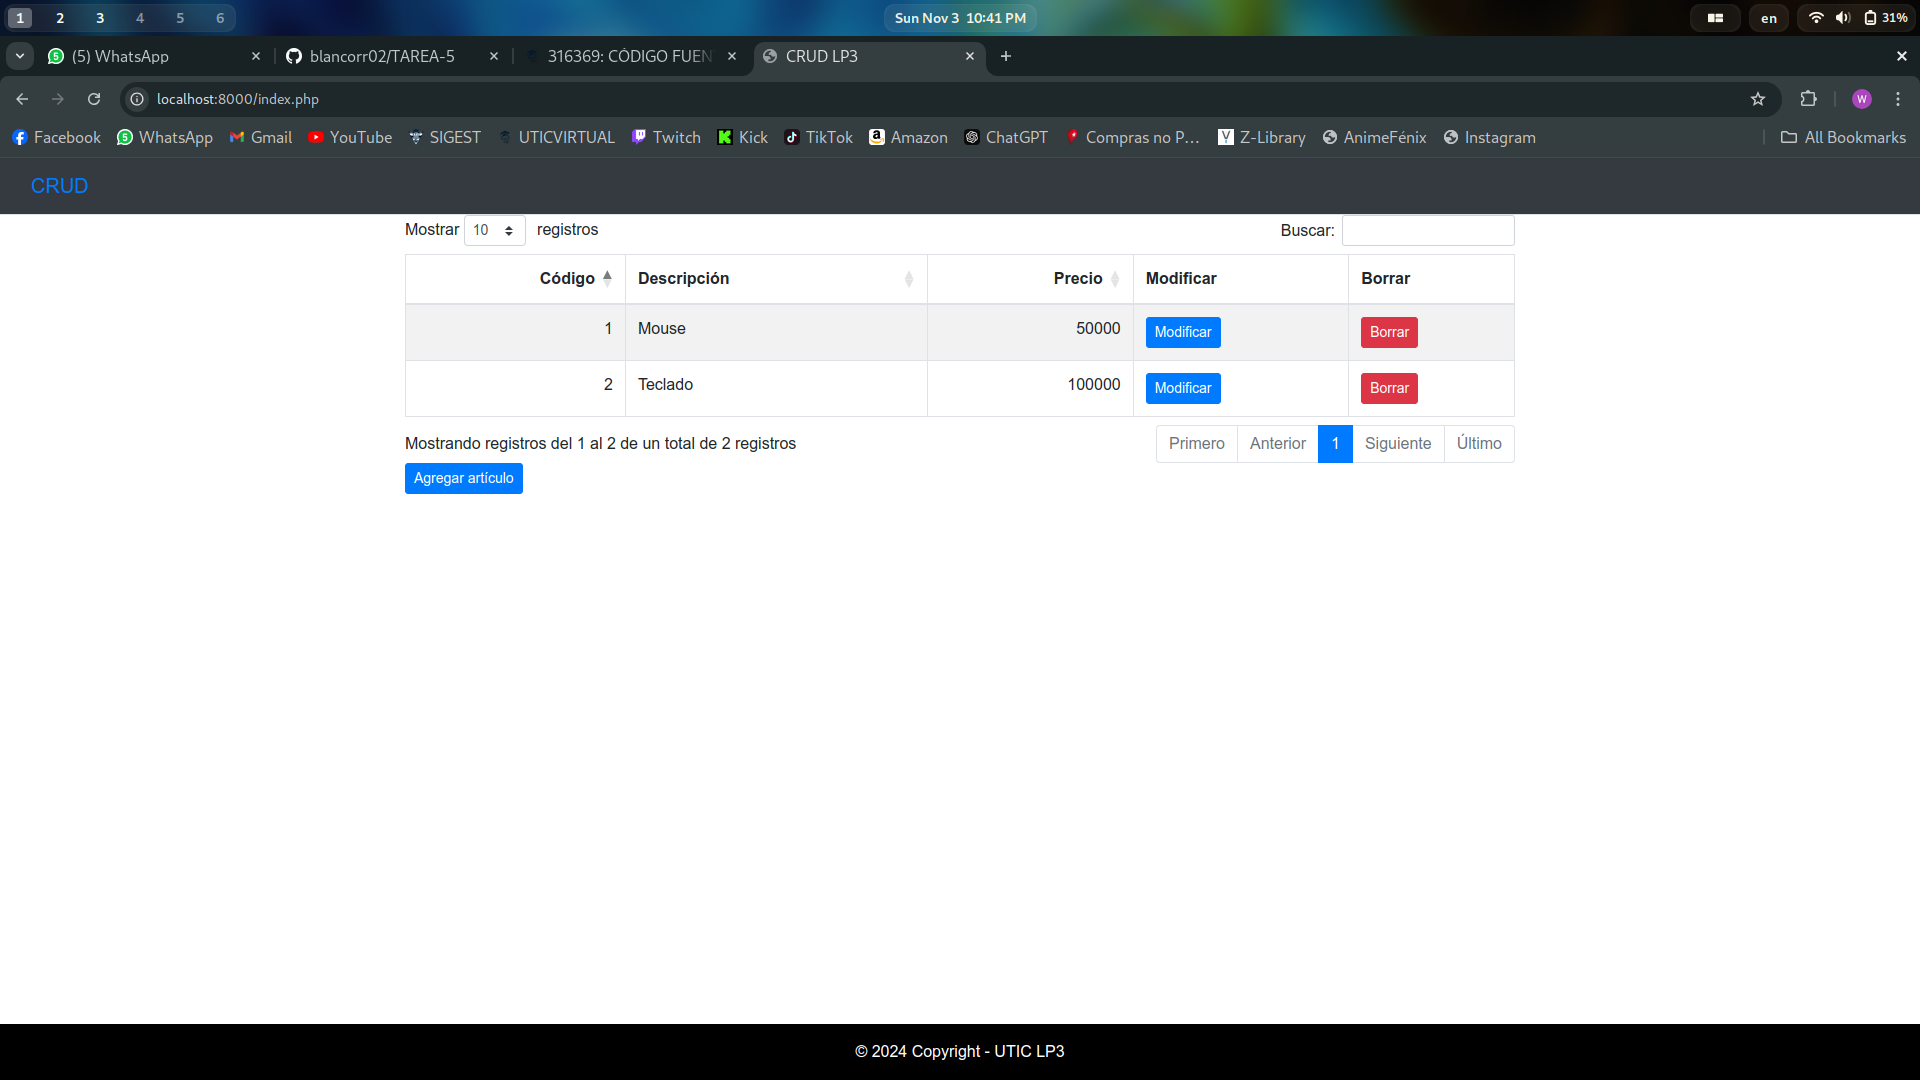 1 2 3 4 5 6 Sun Nov 3 10:41 PM en 31%
(5) WhatsApp blancorr02/TAREA-5 316369: CÓDIGO FUEN CRUD LP3
localhost:8000/index.php W
Facebook WhatsApp Gmail YouTube SIGEST UTICVIRTUAL Twitch Kick TikTok Amazon ChatGPT Compras no P... Z-Library AnimeFénix Instagram All Bookmarks
CRUD
Mostrar 10 registros Buscar:
Código Descripción Precio Modificar Borrar
1 Mouse 50000 Modificar Borrar
2 Teclado 100000 Modificar Borrar
Mostrando registros del 1 al 2 de un total de 2 registros Primero Anterior 1 Siguiente Último
Agregar artículo
© 2024 Copyright - UTIC LP3